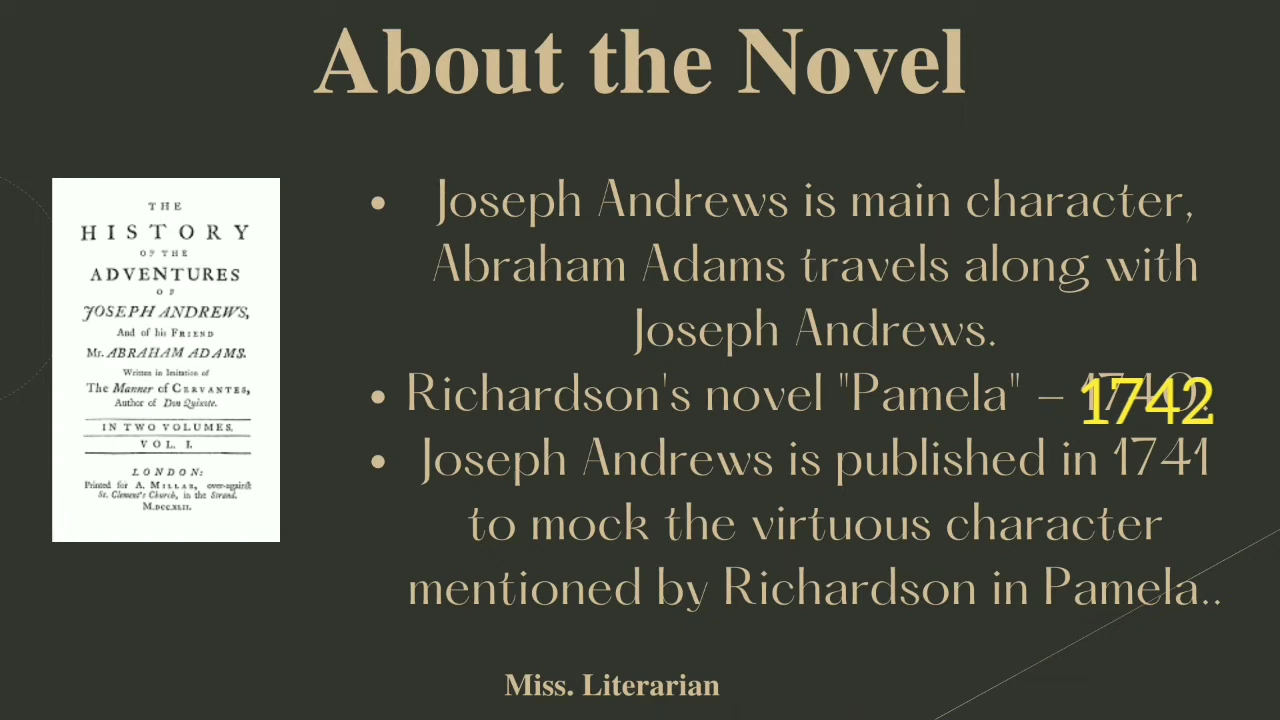 About the Novel
THE
HISTORY
OF THE
ADVENTURES
OF
JOSEPH ANDREWS,
And of his FRIEND
Mr. ABRAHAM ADAMS.
Written in Imitation of
The Manner of CERVANTES,
Author of Don Quixote.
IN TWO VOLUMES.
VOL. I.
LONDON:
Printed for A. MILLAR, over-against
St. Clement's Church, in the Strand.
M.DCC.XLII.
• Joseph Andrews is main character,
Abraham Adams travels along with
Joseph Andrews.
• Richardson's novel "Pamela" – 1742
• Joseph Andrews is published in 1741
to mock the virtuous character
mentioned by Richardson in Pamela..
Miss. Literarian